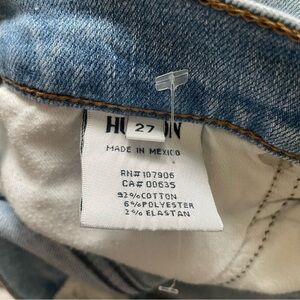 27
MADE IN MEXICO
RN# 107906
CA# 00635
92% COTTON
6% POLYESTER
2% ELASTAN